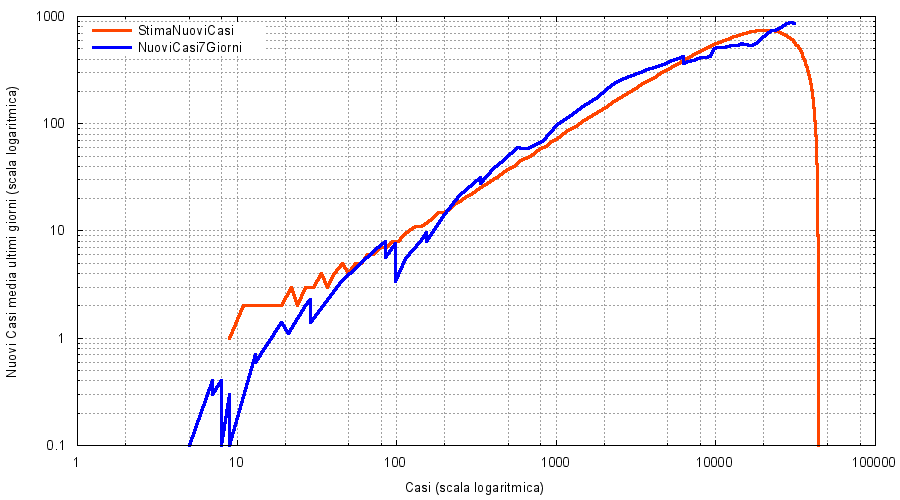 1000
100
10
1
0.1
StimaNuoviCasi
NuoviCasi7Giorni
Nuovi Casi media ultimi giorni (scala logaritmica)
1 10 100 1000 10000 100000
Casi (scala logaritmica)